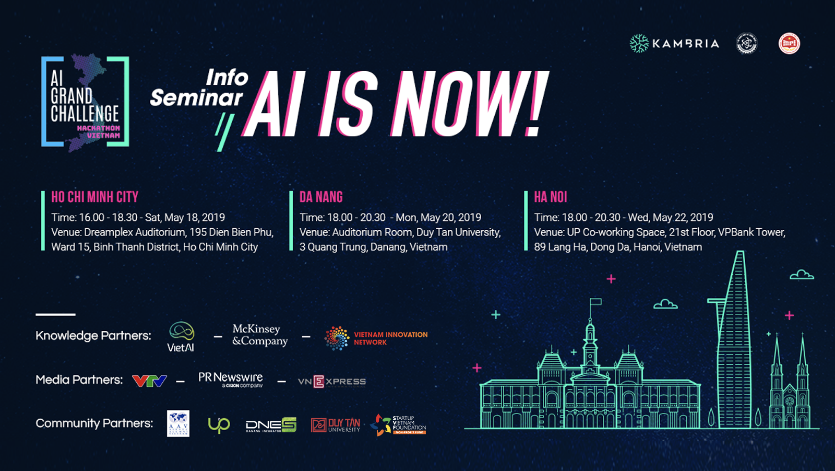 KAMBRIA
AI
GRAND
CHALLENGE
HACKATHON
VIETNAM
Info
Seminar
AI IS NOW!
HO CHI MINH CITY
Time: 16.00 - 18.30 - Sat, May 18, 2019
Venue: Dreamplex Auditorium, 195 Dien Bien Phu,
Ward 15, Binh Thanh District, Ho Chi Minh City
DA NANG
Time: 18.00 - 20.30 - Mon, May 20, 2019
Venue: Auditorium Room, Duy Tan University,
3 Quang Trung, Danang, Vietnam
HA NOI
Time: 18.00 - 20.30 - Wed, May 22, 2019
Venue: UP Co-working Space, 21st Floor, VPBank Tower,
89 Lang Ha, Dong Da, Hanoi, Vietnam
Knowledge Partners:
VietAI
–
McKinsey
&Company
–
VIETNAM INNOVATION
NETWORK
Media Partners:
VTV
–
PR Newswire
a CISION company
–
VNEXPRESS
Community Partners:
AAV
up
DNES
DUY TAN
UNIVERSITY
STARTUP
VIETNAM
FOUNDATION